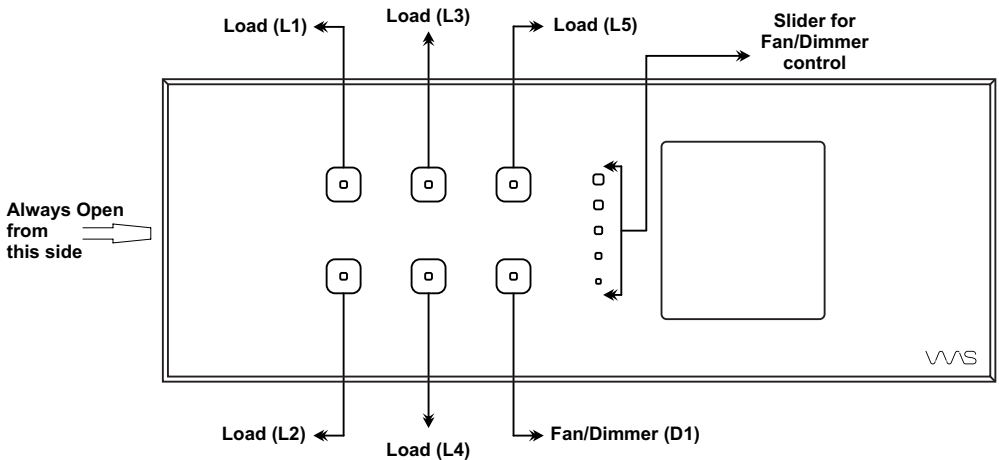 Load (L1)
Load (L3)
Load (L5)
Slider for
Fan/Dimmer
control
Always Open
from
this side
Load (L2)
Load (L4)
Fan/Dimmer (D1)